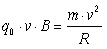 q₀ · v · B = m · v² / R